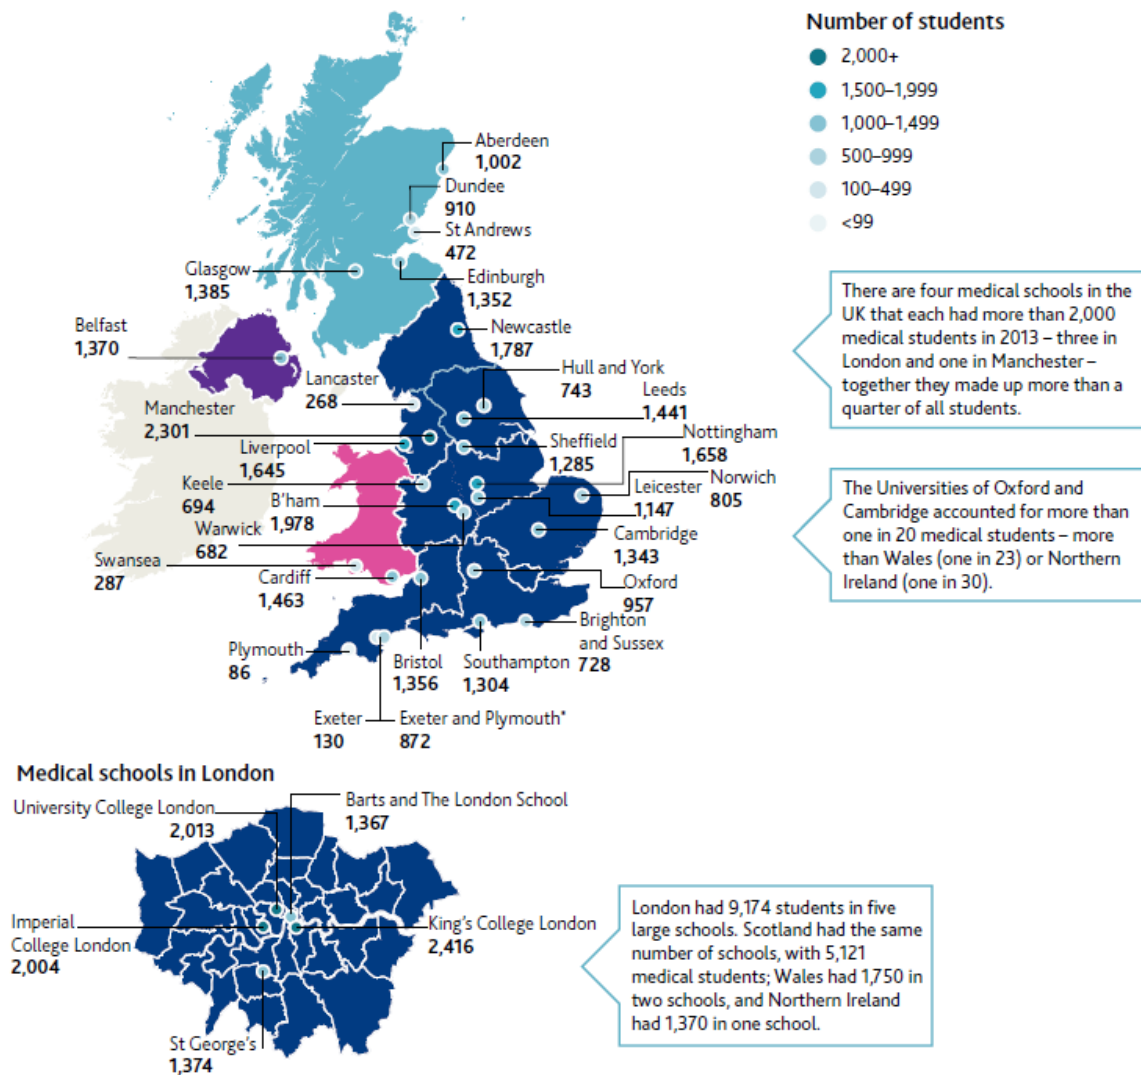 Number of students
2,000+
1,500–1,999
1,000–1,499
500–999
100–499
<99
Aberdeen
1,002
Dundee
910
St Andrews
472
Glasgow
1,385
Edinburgh
1,352
Belfast
1,370
Newcastle
1,787
Lancaster
268
Hull and York
743
Leeds
1,441
Manchester
2,301
Liverpool
1,645
Sheffield
1,285
Nottingham
1,658
Keele
694
B'ham
1,978
Leicester
1,147
Norwich
805
Warwick
682
Cambridge
1,343
Swansea
287
Cardiff
1,463
Oxford
957
Brighton
and Sussex
728
Plymouth
86
Bristol
1,356
Southampton
1,304
Exeter
130
Exeter and Plymouth*
872
There are four medical schools in the
UK that each had more than 2,000
medical students in 2013 – three in
London and one in Manchester –
together they made up more than a
quarter of all students.
The Universities of Oxford and
Cambridge accounted for more than
one in 20 medical students – more
than Wales (one in 23) or Northern
Ireland (one in 30).
Medical schools in London
University College London
2,013
Barts and The London School
1,367
Imperial
College London
2,004
King's College London
2,416
St George's
1,374
London had 9,174 students in five
large schools. Scotland had the same
number of schools, with 5,121
medical students; Wales had 1,750 in
two schools, and Northern Ireland
had 1,370 in one school.